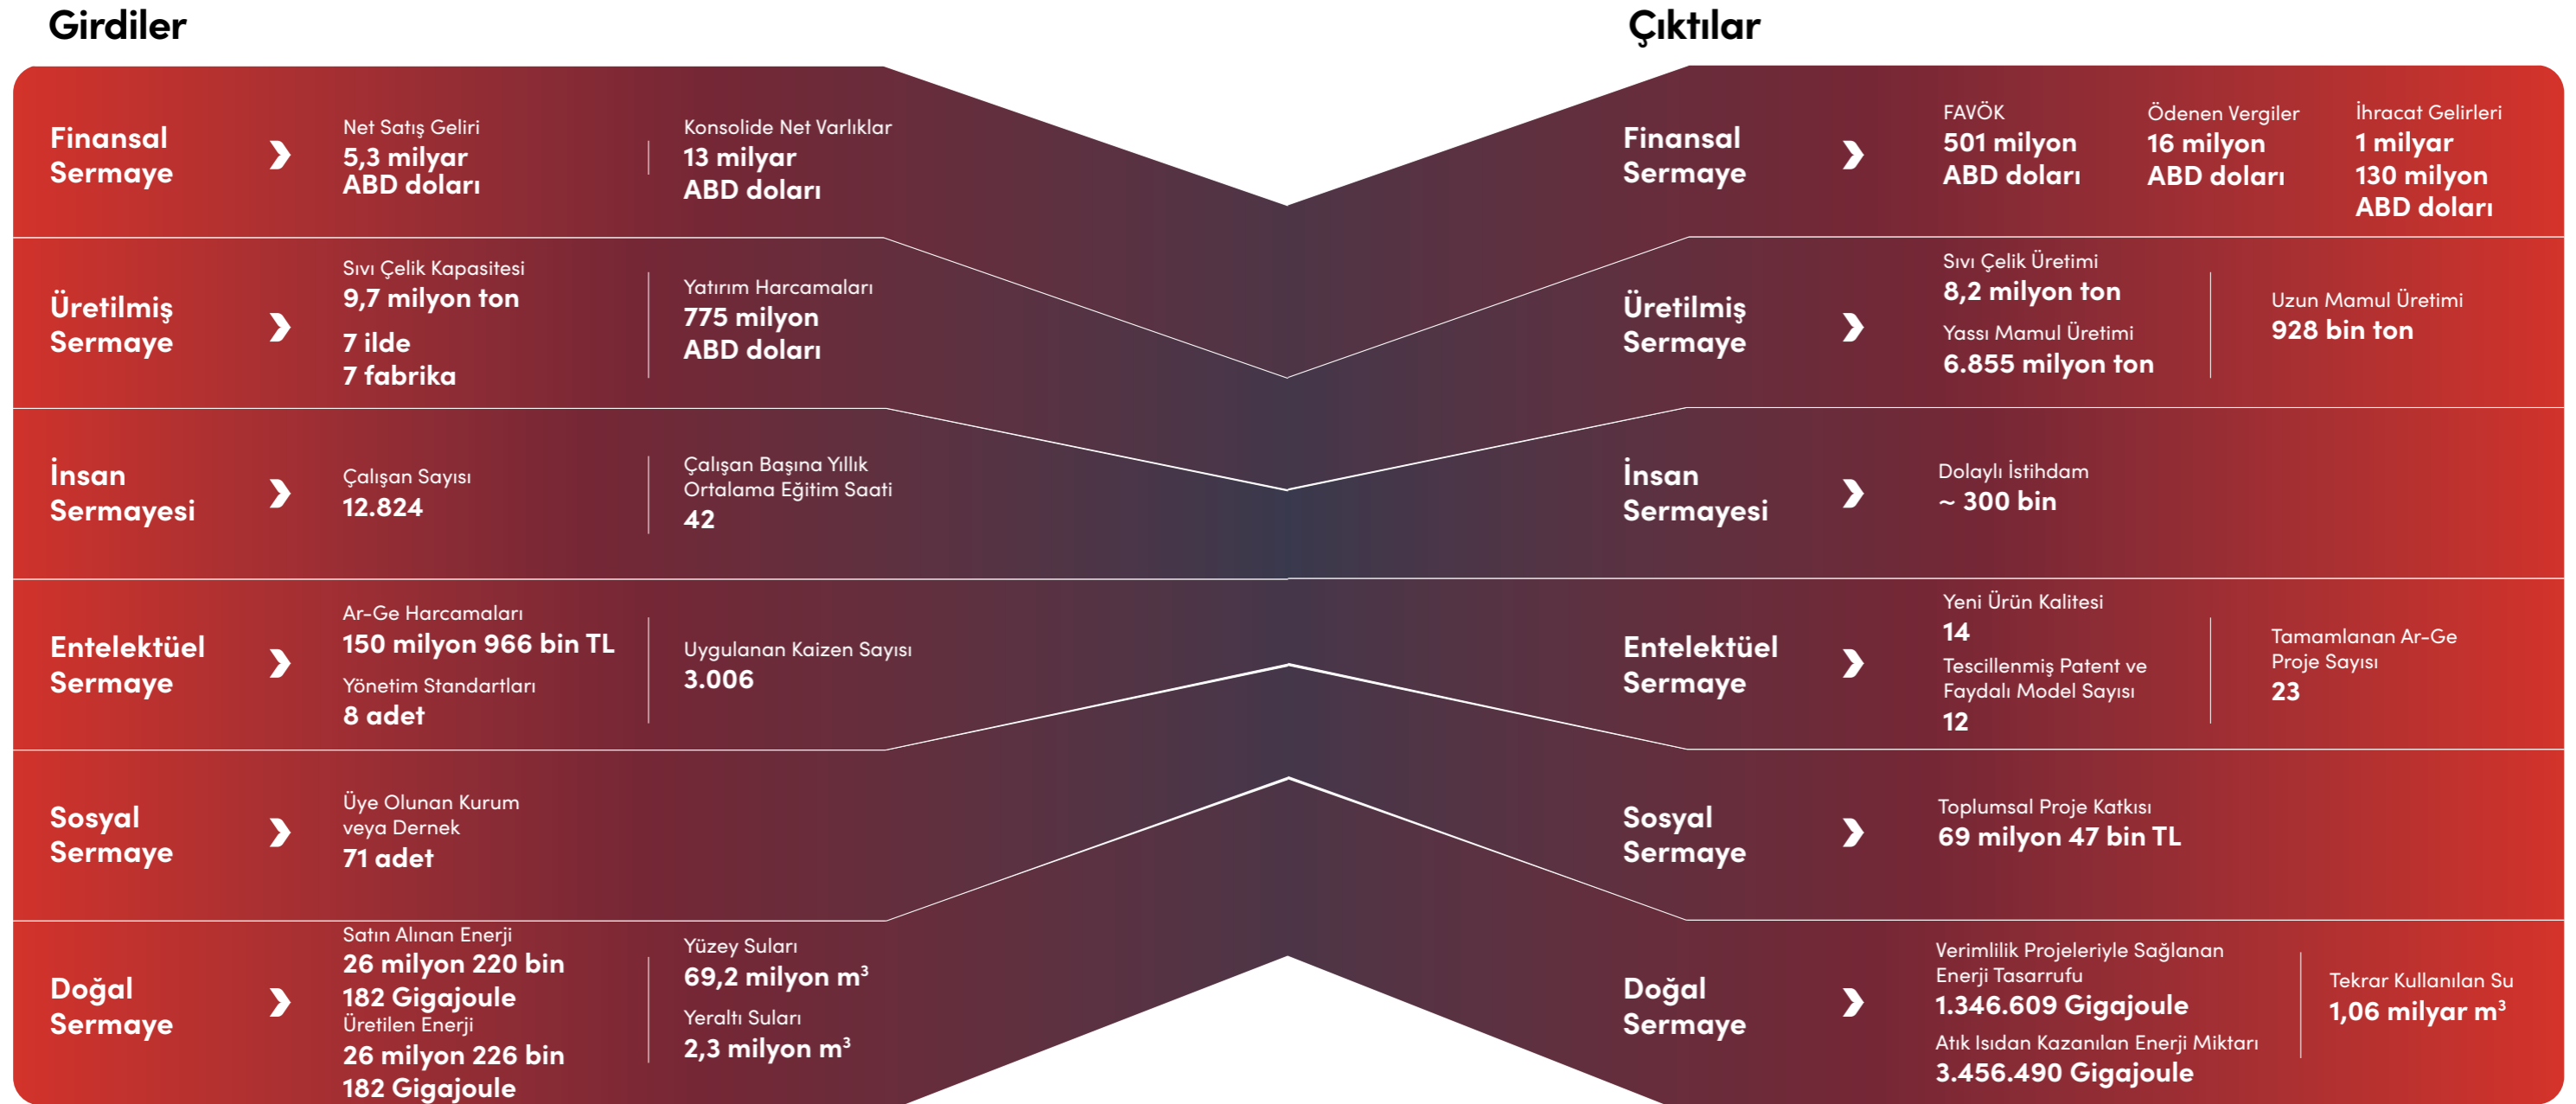 Girdiler
Finansal
Sermaye
Net Satış Geliri
5,3 milyar
ABD doları
Konsolide Net Varlıklar
13 milyar
ABD doları
Üretilmiş
Sermaye
Sıvı Çelik Kapasitesi
9,7 milyon ton
7 ilde
7 fabrika
Yatırım Harcamaları
775 milyon
ABD doları
İnsan
Sermayesi
Çalışan Sayısı
12.824
Çalışan Başına Yıllık
Ortalama Eğitim Saati
42
Entelektüel
Sermaye
Ar-Ge Harcamaları
150 milyon 966 bin TL
Yönetim Standartları
8 adet
Uygulanan Kaizen Sayısı
3.006
Sosyal
Sermaye
Üye Olunan Kurum
veya Dernek
71 adet
Doğal
Sermaye
Satın Alınan Enerji
26 milyon 220 bin
182 Gigajoule
Üretilen Enerji
26 milyon 226 bin
182 Gigajoule
Yüzey Suları
69,2 milyon m³
Yeraltı Suları
2,3 milyon m³
Çıktılar
Finansal
Sermaye
FAVÖK
501 milyon
ABD doları
Ödenen Vergiler
16 milyon
ABD doları
İhracat Gelirleri
1 milyar
130 milyon
ABD doları
Üretilmiş
Sermaye
Sıvı Çelik Üretimi
8,2 milyon ton
Yassı Mamul Üretimi
6.855 milyon ton
Uzun Mamul Üretimi
928 bin ton
İnsan
Sermayesi
Dolaylı İstihdam
~ 300 bin
Entelektüel
Sermaye
Yeni Ürün Kalitesi
14
Tescillenmiş Patent ve
Faydalı Model Sayısı
12
Tamamlanan Ar-Ge
Proje Sayısı
23
Sosyal
Sermaye
Toplumsal Proje Katkısı
69 milyon 47 bin TL
Doğal
Sermaye
Verimlilik Projeleriyle Sağlanan
Enerji Tasarrufu
1.346.609 Gigajoule
Atık Isıdan Kazanılan Enerji Miktarı
3.456.490 Gigajoule
Tekrar Kullanılan Su
1,06 milyar m³